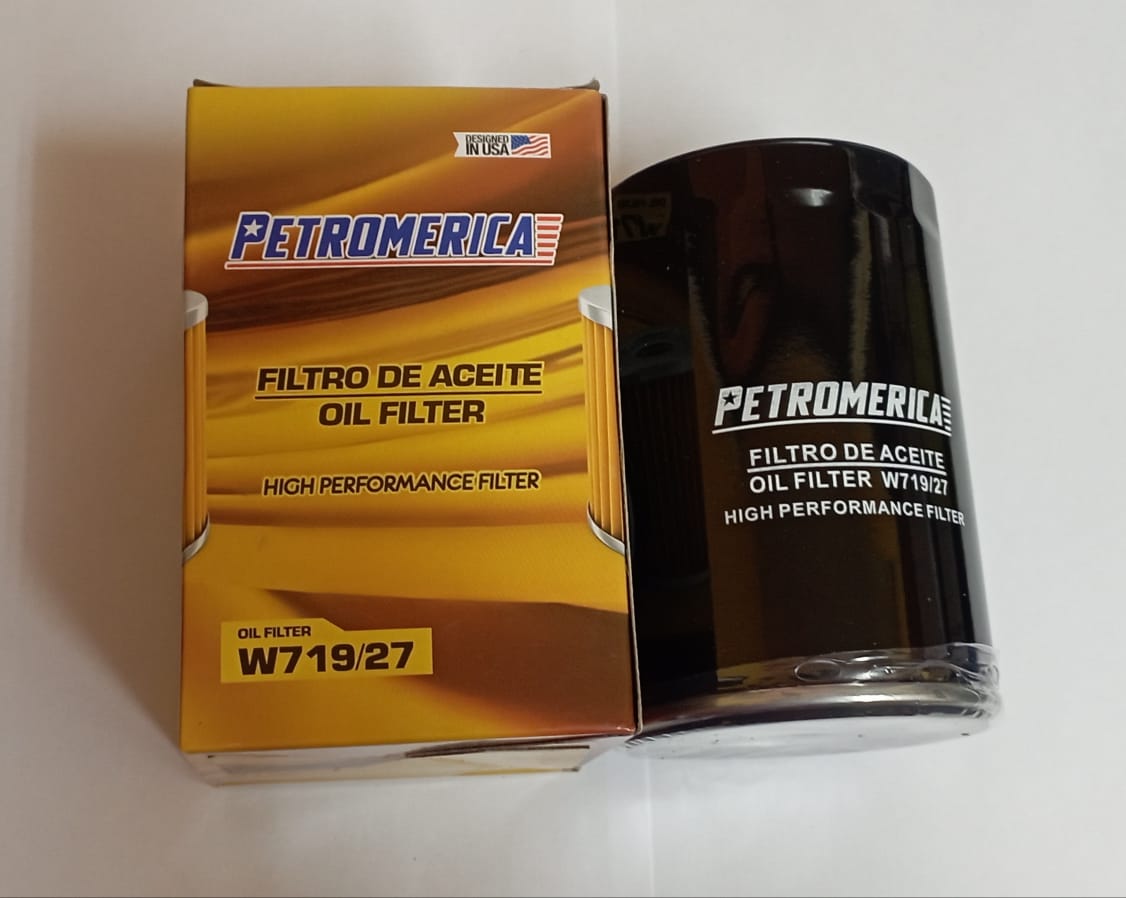 DESIGNED
IN USA
PETROMERICA
FILTRO DE ACEITE
OIL FILTER
HIGH PERFORMANCE FILTER
OIL FILTER
W719/27
PETROMERICA
FILTRO DE ACEITE
OIL FILTER W719/27
HIGH PERFORMANCE FILTER